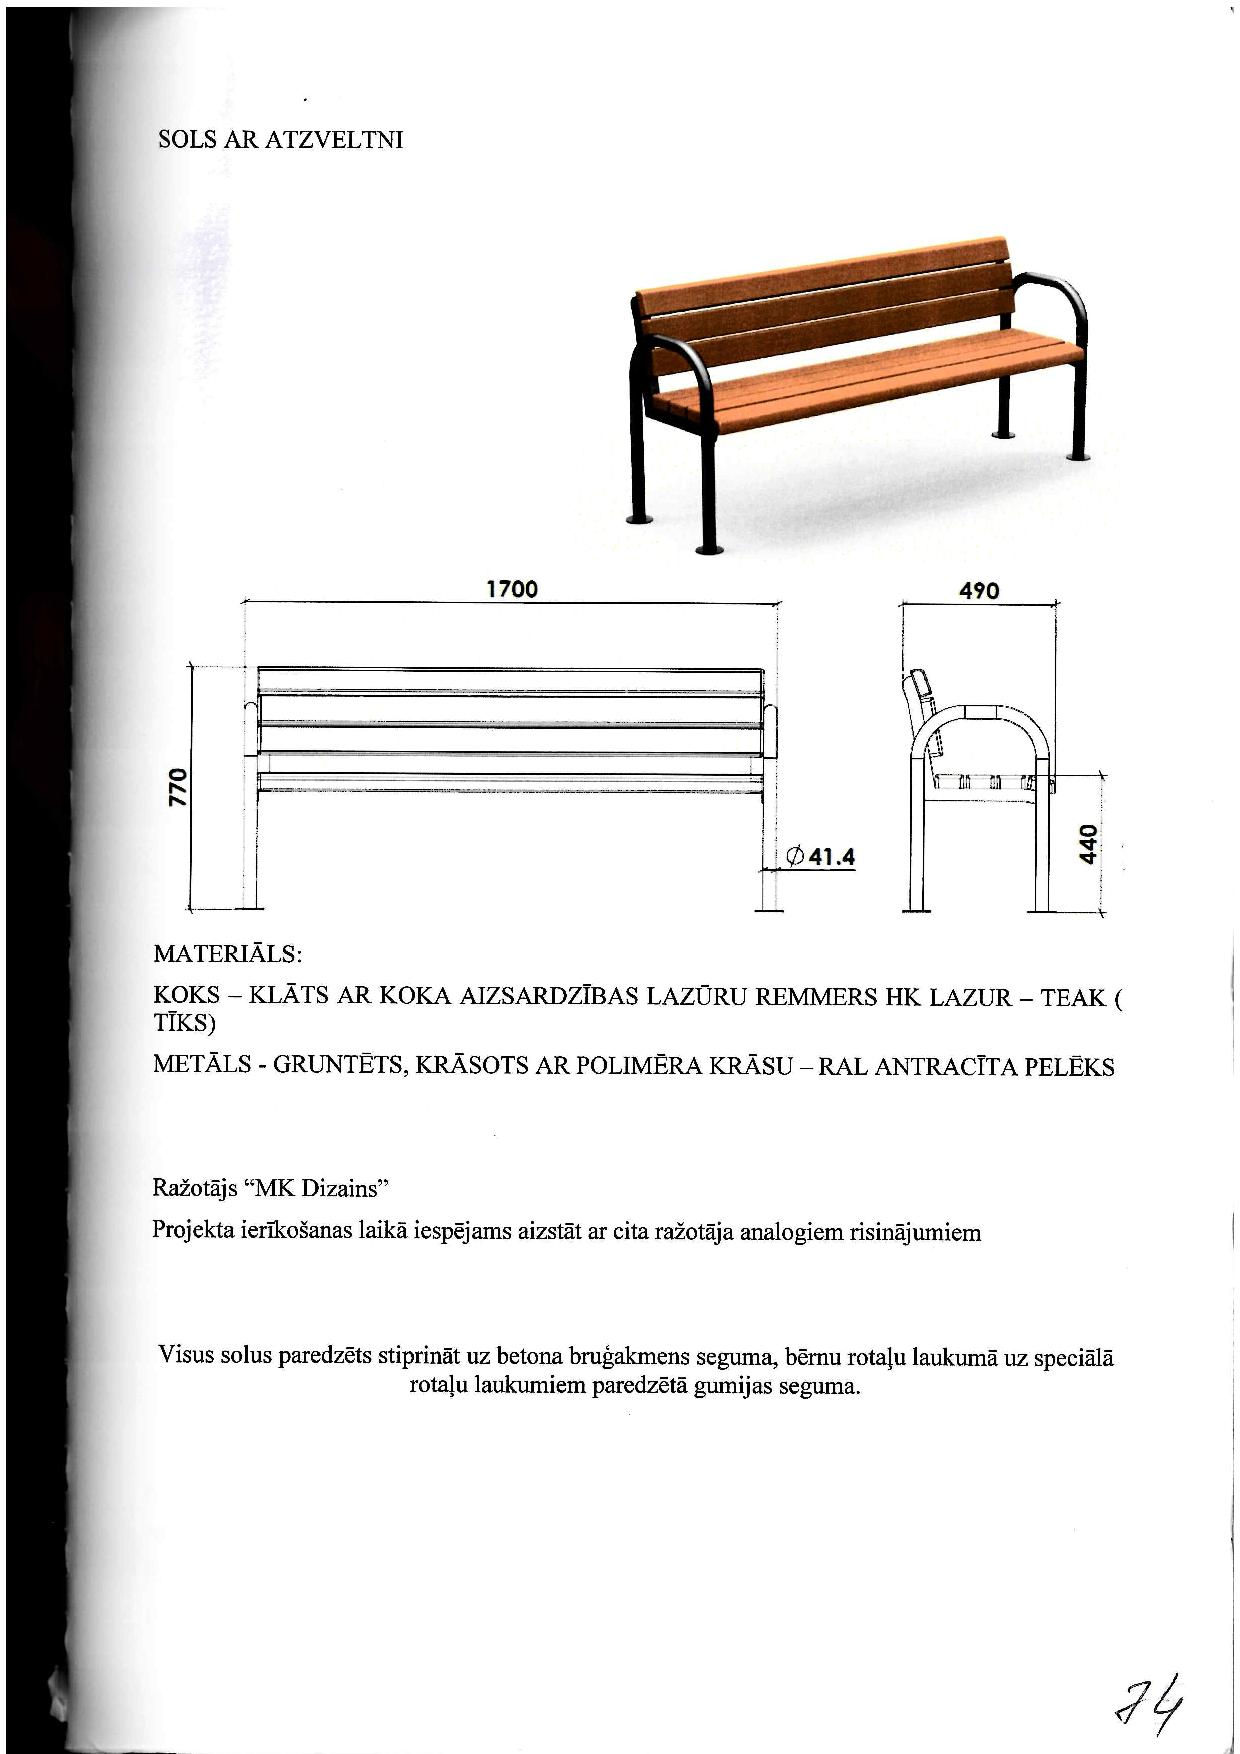 SOLS AR ATZVELTNI
1700
490
770
Ø41.4
440
MATERIĀLS:
KOKS – KLĀTS AR KOKA AIZSARDZĪBAS LAZŪRU REMMERS HK LAZUR – TEAK (
TĪKS)
METĀLS - GRUNTĒTS, KRĀSOTS AR POLIMĒRA KRĀSU – RAL ANTRACĪTA PELĒKS
Ražotājs “MK Dizains”
Projekta ierīkošanas laikā iespējams aizstāt ar cita ražotāja analogiem risinājumiem
Visus solus paredzēts stiprināt uz betona bruģakmens seguma, bērnu rotaļu laukumā uz speciālā
rotaļu laukumiem paredzētā gumijas seguma.
74